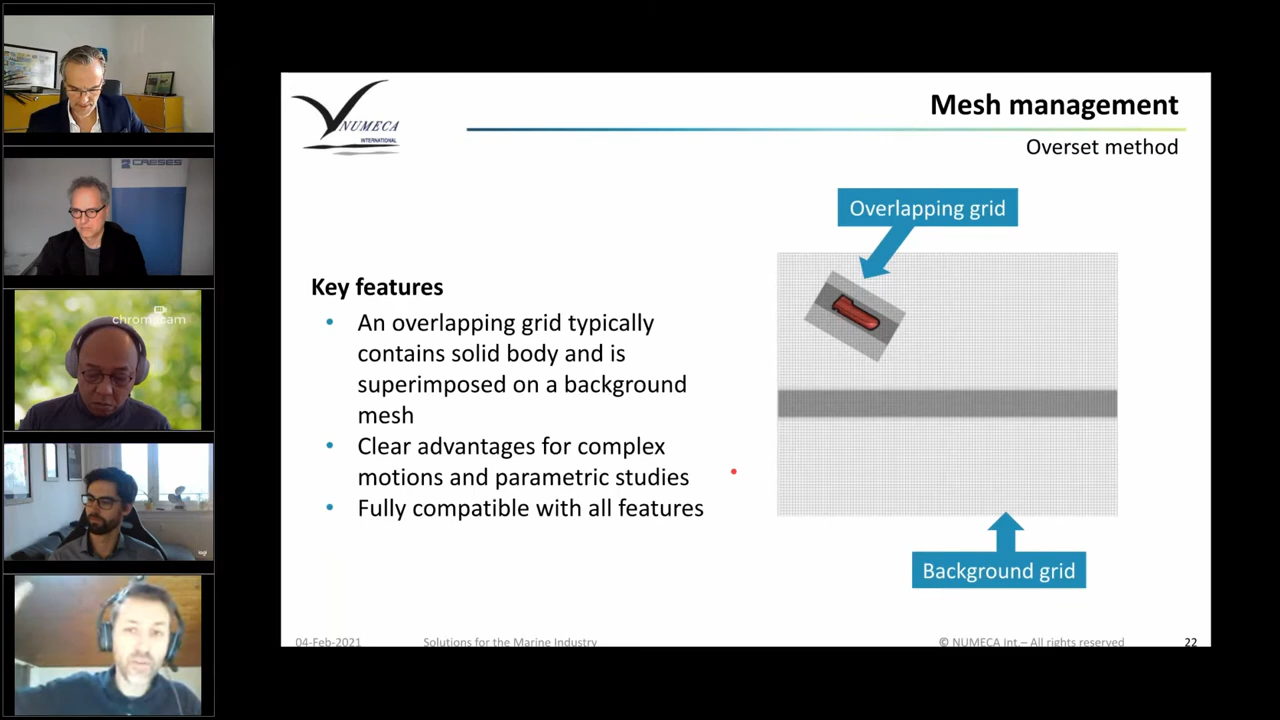 CAESES
chromacam
logi
NUMECA
INTERNATIONAL
Mesh management
Overset method
Overlapping grid
Key features
• An overlapping grid typically
contains solid body and is
superimposed on a background
mesh
• Clear advantages for complex
motions and parametric studies
• Fully compatible with all features
Background grid
04-Feb-2021
Solutions for the Marine Industry
© NUMECA Int.– All rights reserved
22